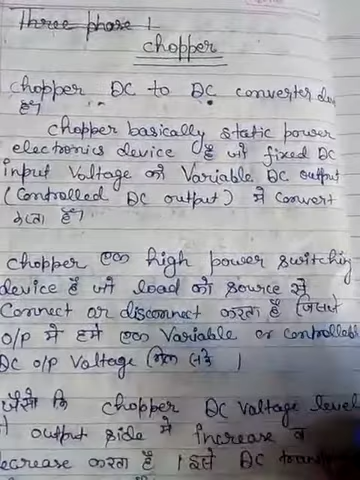 Three phase
chopper
chopper DC to DC converter
है।
chopper basically static power
electronics device है जो fixed DC
input voltage को Variable DC output
(Controlled DC output) मे convert
करता है।
chopper एक high power switching
device है जो load को source से
Connect or disconnect करता है जिससे
O/P मे हमे एक Variable or controllable
DC o/p voltage मिल सके ।
जैसे कि chopper DC voltage level
output side मे increase व
decrease करता है । इसे DC